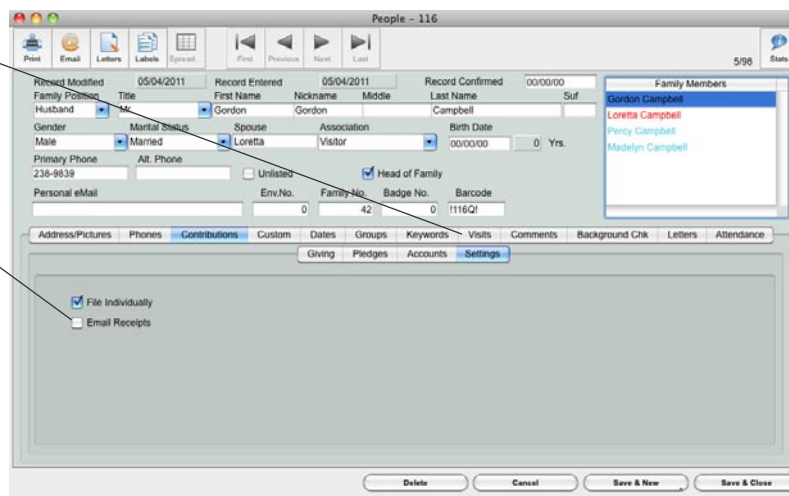 People - 116
Print Email Letters Labels Spread... First Previous Next Last 5/98 Stats
Record Modified 05/04/2011 Record Entered 05/04/2011 Record Confirmed 00/00/00 Family Members
Family Position Title First Name Nickname Middle Last Name Suf
Husband Mr. Gordon Gordon Campbell
Gordon Campbell
Loretta Campbell
Percy Campbell
Madelyn Campbell
Gender Marital Status Spouse Association Birth Date
Male Married Loretta Visitor 00/00/00 0 Yrs.
Primary Phone Alt. Phone
238-9839 Unlisted Head of Family
Personal eMail Env.No. Family No. Badge No. Barcode
0 42 0 !116Q!
Address/Pictures Phones Contributions Custom Dates Groups Keywords Visits Comments Background Chk Letters Attendance
Giving Pledges Accounts Settings
File Individually
Email Receipts
Delete Cancel Save & New Save & Close